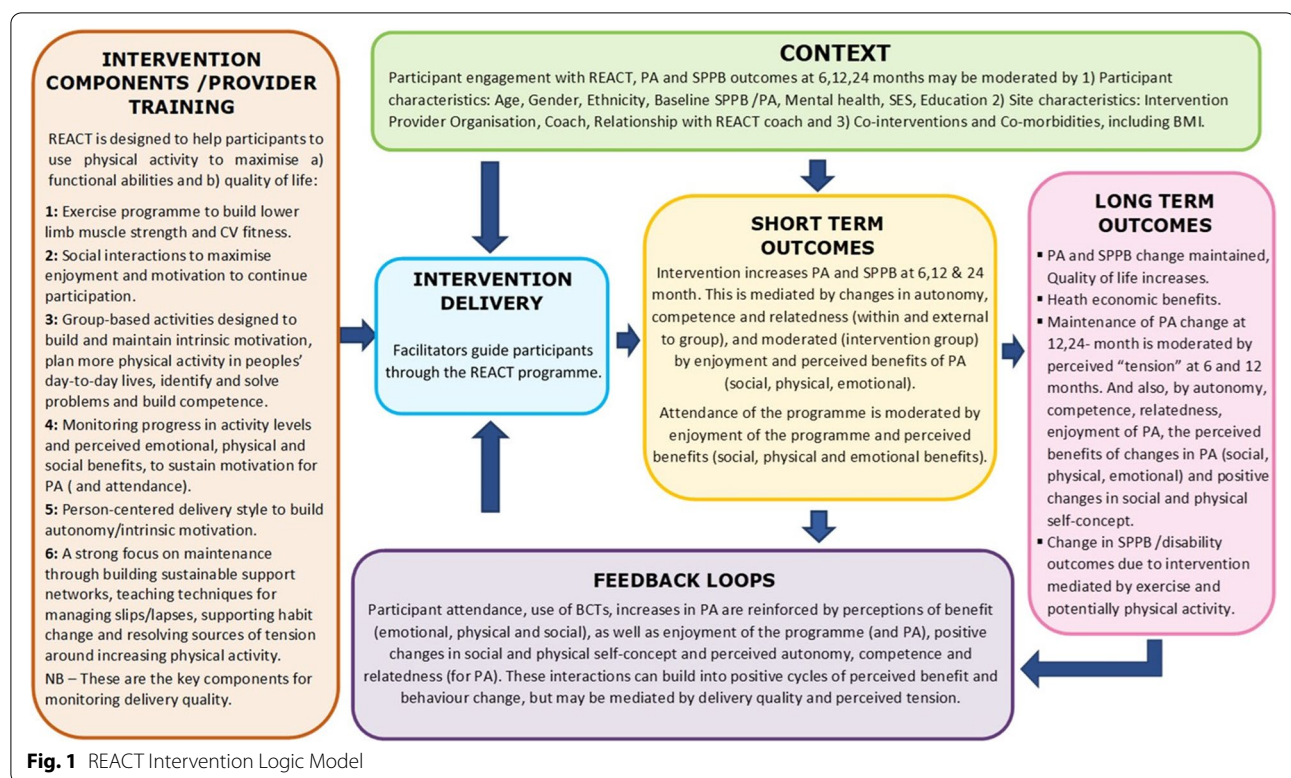 INTERVENTION
COMPONENTS /PROVIDER
TRAINING
REACT is designed to help participants to
use physical activity to maximise a)
functional abilities and b) quality of life:
1: Exercise programme to build lower
limb muscle strength and CV fitness.
2: Social interactions to maximise
enjoyment and motivation to continue
participation.
3: Group-based activities designed to
build and maintain intrinsic motivation,
plan more physical activity in peoples'
day-to-day lives, identify and solve
problems and build competence.
4: Monitoring progress in activity levels
and perceived emotional, physical and
social benefits, to sustain motivation for
PA ( and attendance).
5: Person-centered delivery style to build
autonomy/intrinsic motivation.
6: A strong focus on maintenance
through building sustainable support
networks, teaching techniques for
managing slips/lapses, supporting habit
change and resolving sources of tension
around increasing physical activity.
NB – These are the key components for
monitoring delivery quality.
CONTEXT
Participant engagement with REACT, PA and SPPB outcomes at 6,12,24 months may be moderated by 1) Participant
characteristics: Age, Gender, Ethnicity, Baseline SPPB /PA, Mental health, SES, Education 2) Site characteristics: Intervention
Provider Organisation, Coach, Relationship with REACT coach and 3) Co-interventions and Co-morbidities, including BMI.
INTERVENTION
DELIVERY
Facilitators guide participants
through the REACT programme.
SHORT TERM
OUTCOMES
Intervention increases PA and SPPB at 6,12 & 24
month. This is mediated by changes in autonomy,
competence and relatedness (within and external
to group), and moderated (intervention group)
by enjoyment and perceived benefits of PA
(social, physical, emotional).
Attendance of the programme is moderated by
enjoyment of the programme and perceived
benefits (social, physical and emotional benefits).
LONG TERM
OUTCOMES
▪ PA and SPPB change maintained,
Quality of life increases.
▪ Heath economic benefits.
▪ Maintenance of PA change at
12,24- month is moderated by
perceived "tension" at 6 and 12
months. And also, by autonomy,
competence, relatedness,
enjoyment of PA, the perceived
benefits of changes in PA (social,
physical, emotional) and positive
changes in social and physical
self-concept.
▪ Change in SPPB /disability
outcomes due to intervention
mediated by exercise and
potentially physical activity.
FEEDBACK LOOPS
Participant attendance, use of BCTs, increases in PA are reinforced by perceptions of benefit
(emotional, physical and social), as well as enjoyment of the programme (and PA), positive
changes in social and physical self-concept and perceived autonomy, competence and
relatedness (for PA). These interactions can build into positive cycles of perceived benefit and
behaviour change, but may be mediated by delivery quality and perceived tension.
Fig. 1 REACT Intervention Logic Model